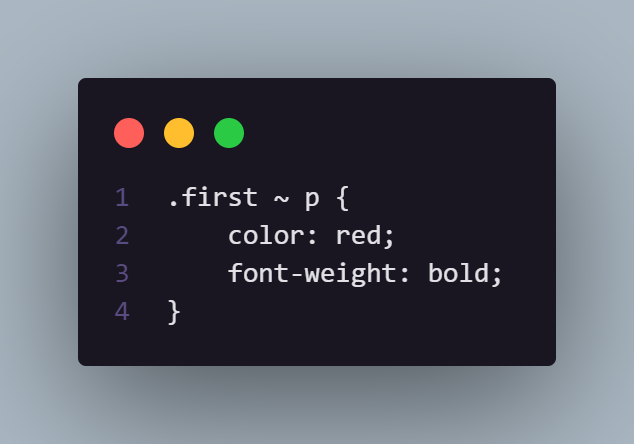 1 .first ~ p {
2     color: red;
3     font-weight: bold;
4 }